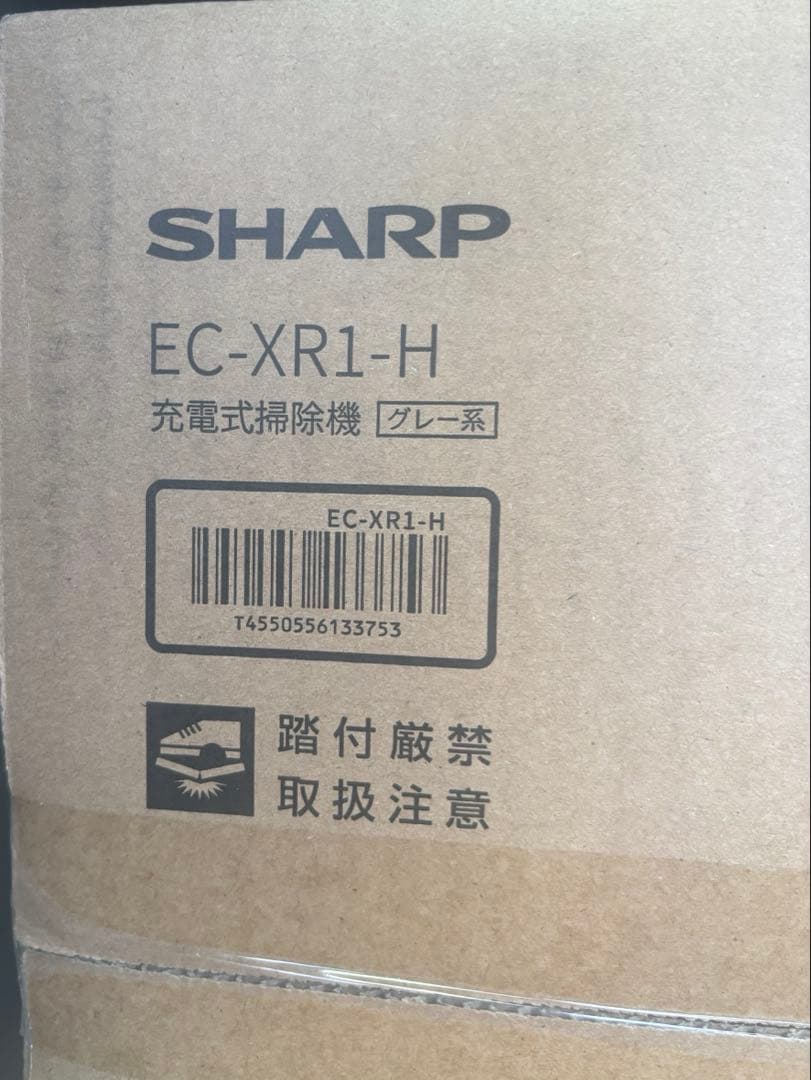 SHARP
EC-XR1-H
充電式掃除機 グレー系
EC-XR1-H
T4550556133753
踏付厳禁
取扱注意